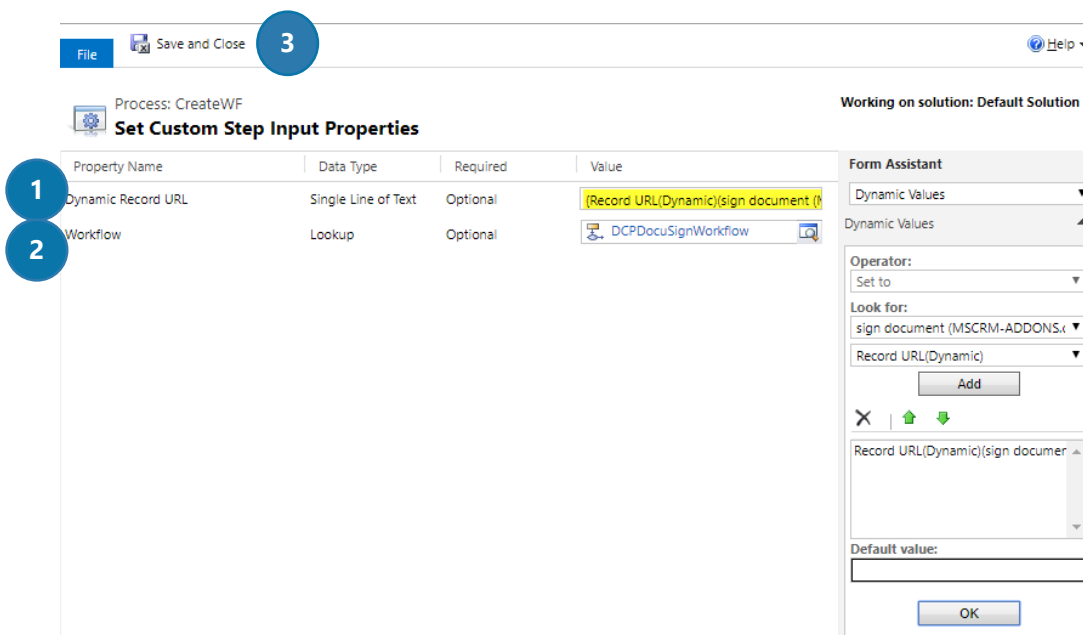 File
Save and Close
3
Help
Process: CreateWF
Set Custom Step Input Properties
Working on solution: Default Solution
Property Name Data Type Required Value
1
Dynamic Record URL Single Line of Text Optional {Record URL(Dynamic)(sign document (M
2
Workflow Lookup Optional DCPDocuSignWorkflow
Form Assistant
Dynamic Values
Dynamic Values
Operator:
Set to
Look for:
sign document (MSCRM-ADDONS.c
Record URL(Dynamic)
Add
Record URL(Dynamic)(sign documen
Default value:
OK